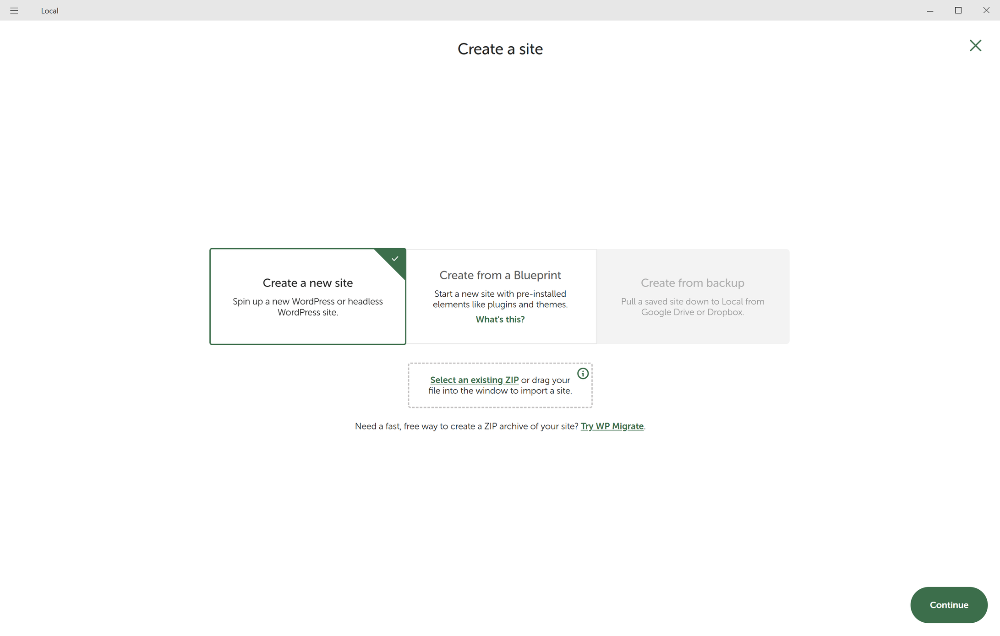 Local
Create a site
Create a new site
Spin up a new WordPress or headless
WordPress site.
Create from a Blueprint
Start a new site with pre-installed
elements like plugins and themes.
What's this?
Create from backup
Pull a saved site down to Local from
Google Drive or Dropbox.
Select an existing ZIP or drag your
file into the window to import a site.
Need a fast, free way to create a ZIP archive of your site? Try WP Migrate.
Continue